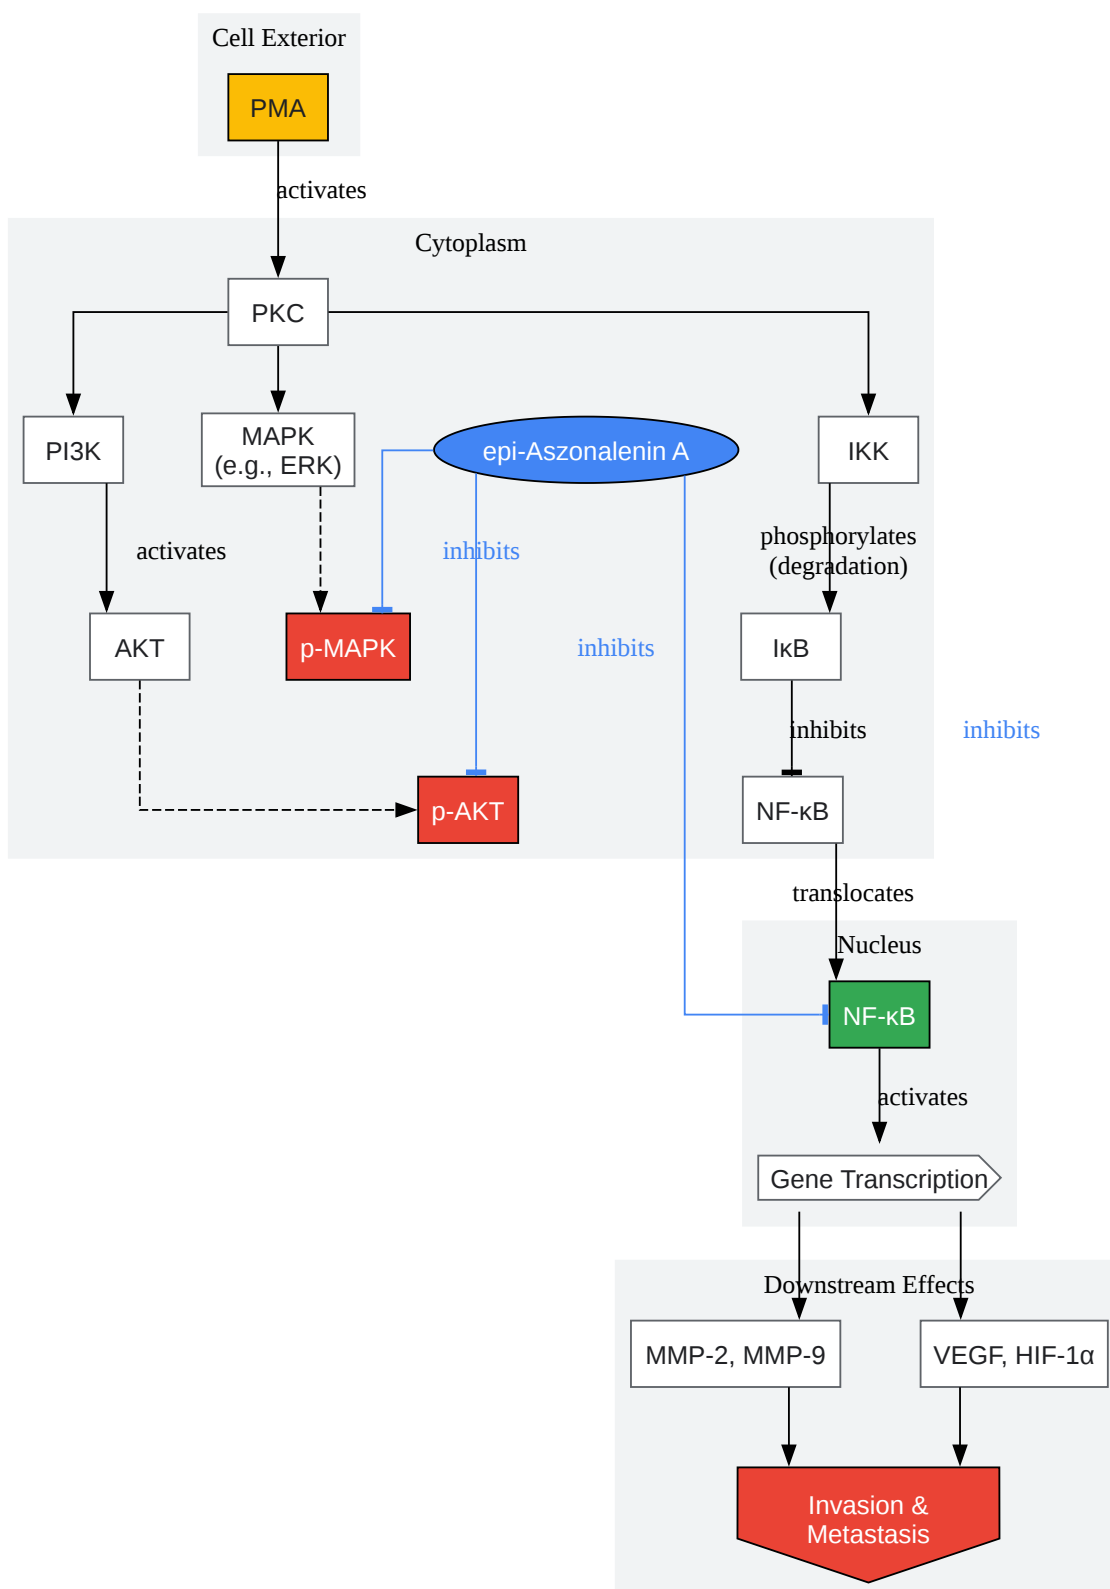 Cell Exterior
PMA
activates
Cytoplasm
PKC
PI3K
MAPK
(e.g., ERK)
epi-Aszonalenin A
IKK
activates
inhibits
phosphorylates
(degradation)
AKT
p-MAPK
inhibits
IκB
inhibits
inhibits
p-AKT
NF-κB
translocates
Nucleus
NF-κB
activates
Gene Transcription
Downstream Effects
MMP-2, MMP-9
VEGF, HIF-1α
Invasion &
Metastasis